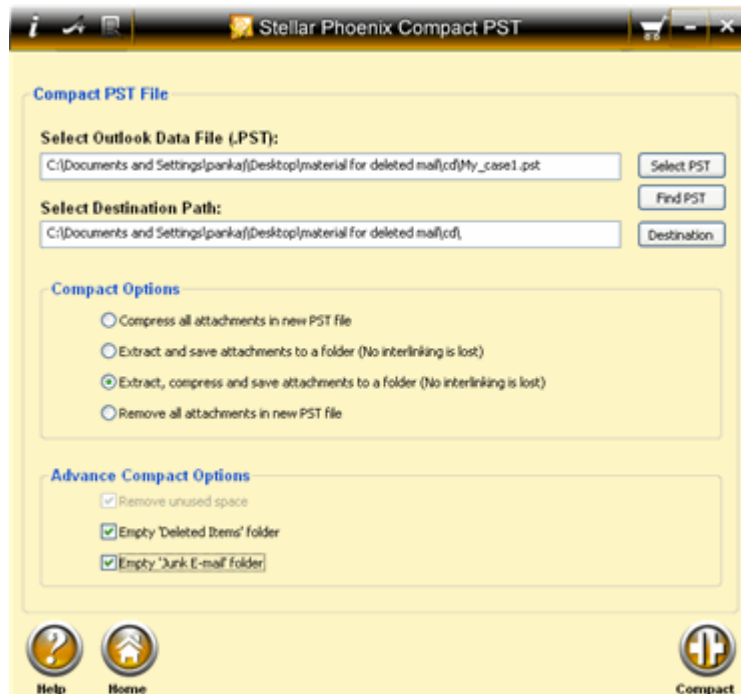 Stellar Phoenix Compact PST
Compact PST File
Select Outlook Data File (.PST):
C:\Documents and Settings\pankaj\Desktop\material for deleted mail\cd\My_case1.pst
Select PST
Find PST
Select Destination Path:
C:\Documents and Settings\pankaj\Desktop\material for deleted mail\cd\,
Destination
Compact Options
Compress all attachments in new PST file
Extract and save attachments to a folder (No interlinking is lost)
Extract, compress and save attachments to a folder (No interlinking is lost)
Remove all attachments in new PST file
Advance Compact Options
Remove unused space
Empty 'Deleted Items' folder
Empty 'Junk E-mail' folder
Help
Home
Compact